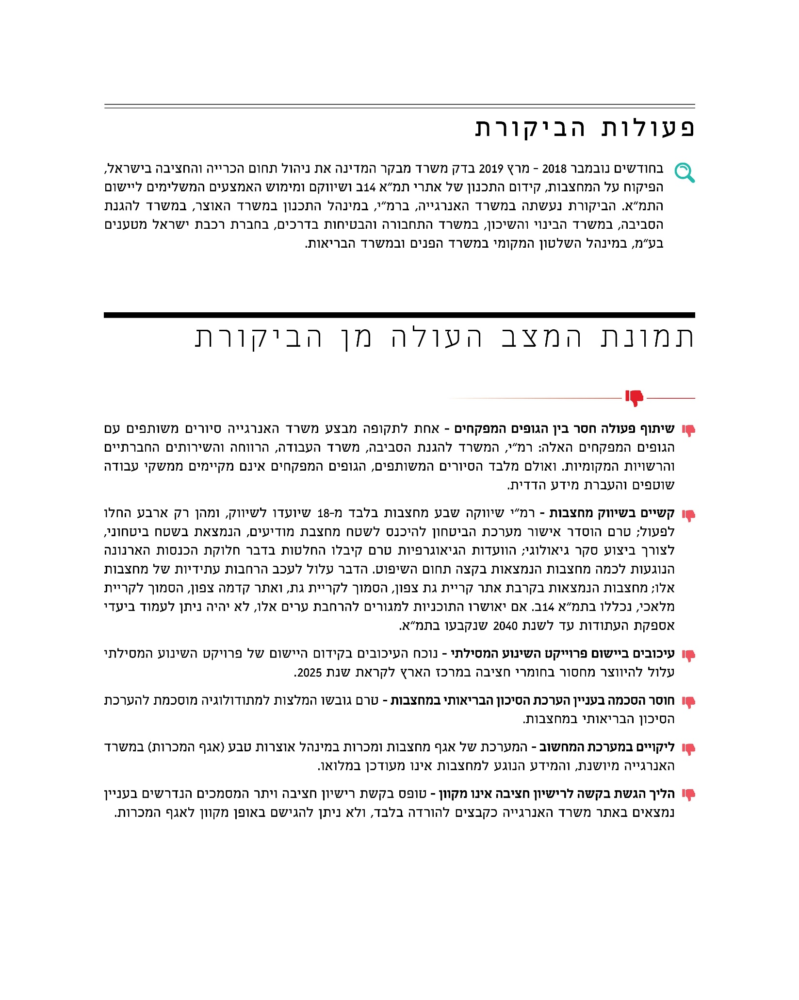 פעולות הביקורת
בחודשים נובמבר 2018 - מרץ 2019 בדק משרד מבקר המדינה את ניהול תחום הכרייה והחציבה בישראל,
הפיקוח על המחצבות, קידום התכנון של אתרי תמ"א 14ב ושיווקם ומימוש האמצעים המשלימים ליישום
התמ"א. הביקורת נעשתה במשרד האנרגייה, ברמ"י, במינהל התכנון במשרד האוצר, במשרד להגנת
הסביבה, במשרד הבינוי והשיכון, במשרד התחבורה והבטיחות בדרכים, בחברת רכבת ישראל מטענים
בע"מ, במינהל השלטון המקומי במשרד הפנים ובמשרד הבריאות.
תמונת המצב העולה מן הביקורת
שיתוף פעולה חסר בין הגופים המפקחים - אחת לתקופה מבצע משרד האנרגייה סיורים משותפים עם
הגופים המפקחים האלה: רמ"י, המשרד להגנת הסביבה, משרד העבודה, הרווחה והשירותים החברתיים
והרשויות המקומיות. ואולם מלבד הסיורים המשותפים, הגופים המפקחים אינם מקיימים ממשקי עבודה
שוטפים והעברת מידע הדדית.
קשיים בשיווק מחצבות - רמ"י שיווקה שבע מחצבות בלבד מ-18 שיועדו לשיווק, ומהן רק ארבע החלו
לפעול; טרם הוסדר אישור מערכת הביטחון להיכנס לשטח מחצבת מודיעים, הנמצאת בשטח ביטחוני,
לצורך ביצוע סקר גיאולוגי; הוועדות הגיאוגרפיות טרם קיבלו החלטות בדבר חלוקת הכנסות הארנונה
הנוגעות לכמה מחצבות הנמצאות בקצה תחום השיפוט. הדבר עלול לעכב הרחבות עתידיות של מחצבות
אלו; מחצבות הנמצאות בקרבת אתר קריית גת צפון, הסמוך לקריית גת, ואתר קדמה צפון, הסמוך לקריית
מלאכי, נכללו בתמ"א 14ב. אם יאושרו התוכניות למגורים להרחבת ערים אלו, לא יהיה ניתן לעמוד ביעדי
אספקת העתודות עד לשנת 2040 שנקבעו בתמ"א.
עיכובים ביישום פרוייקט השינוע המסילתי - נוכח העיכובים בקידום היישום של פרויקט השינוע המסילתי
עלול להיווצר מחסור בחומרי חציבה במרכז הארץ לקראת שנת 2025.
חוסר הסכמה בעניין הערכת הסיכון הבריאותי במחצבות - טרם גובשו המלצות למתודולוגיה מוסכמת להערכת
הסיכון הבריאותי במחצבות.
ליקויים במערכת המחשוב - המערכת של אגף מחצבות ומכרות במינהל אוצרות טבע (אגף המכרות) במשרד
האנרגייה מיושנת, והמידע הנוגע למחצבות אינו מעודכן במלואו.
הליך הגשת בקשה לרישיון חציבה אינו מקוון - טופס בקשת רישיון חציבה ויתר המסמכים הנדרשים בעניין
נמצאים באתר משרד האנרגייה כקבצים להורדה בלבד, ולא ניתן להגישם באופן מקוון לאגף המכרות.